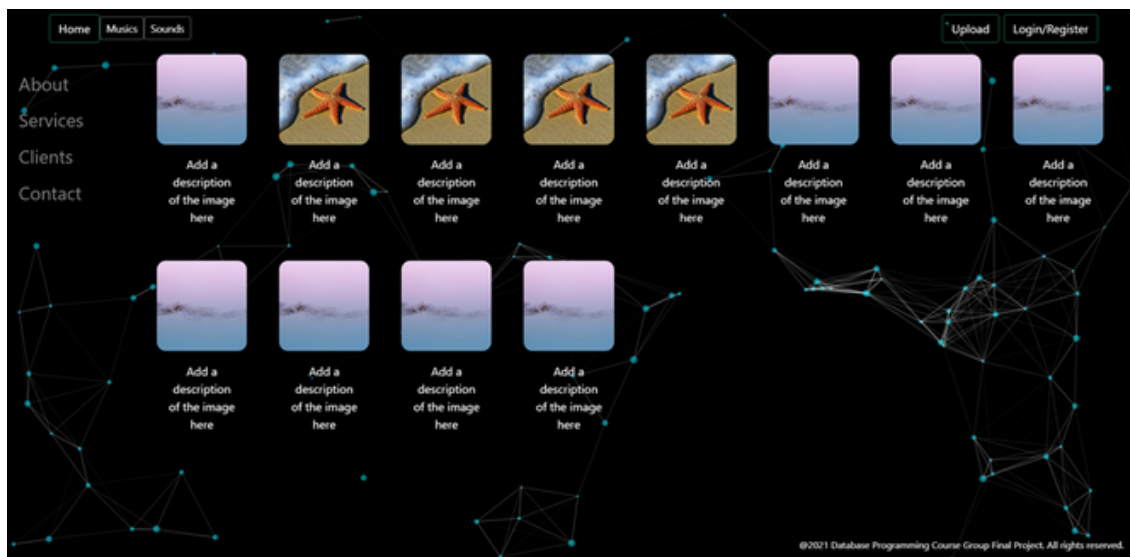 Home Musics Sounds Upload Login/Register
About
Services
Clients
Contact
Add a
description
of the image
here
Add a
description
of the image
here
Add a
description
of the image
here
Add a
description
of the image
here
Add a
description
of the image
here
Add a
description
of the image
here
Add a
description
of the image
here
Add a
description
of the image
here
Add a
description
of the image
here
Add a
description
of the image
here
Add a
description
of the image
here
Add a
description
of the image
here
@2021 Database Programming Course Group Final Project. All rights reserved.